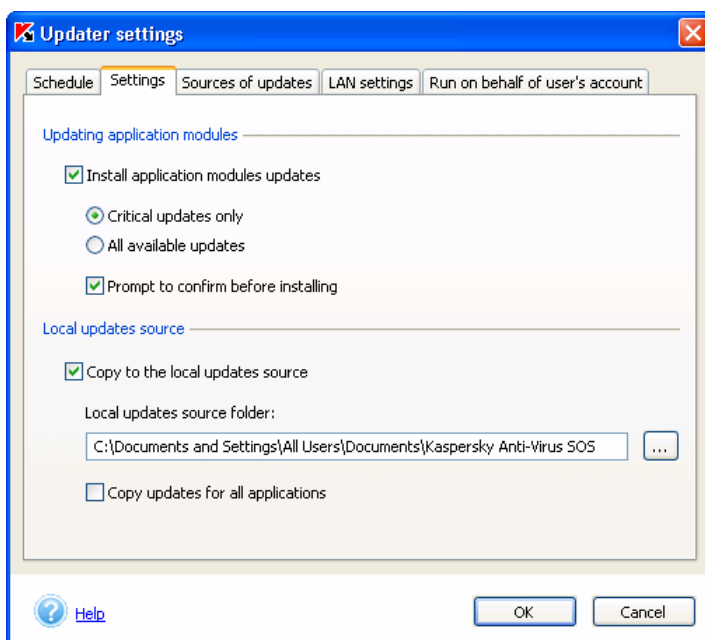 Updater settings
Schedule Settings Sources of updates LAN settings Run on behalf of user's account
Updating application modules
Install application modules updates
Critical updates only
All available updates
Prompt to confirm before installing
Local updates source
Copy to the local updates source
Local updates source folder:
C:\Documents and Settings\All Users\Documents\Kaspersky Anti-Virus SOS ...
Copy updates for all applications
Help OK Cancel